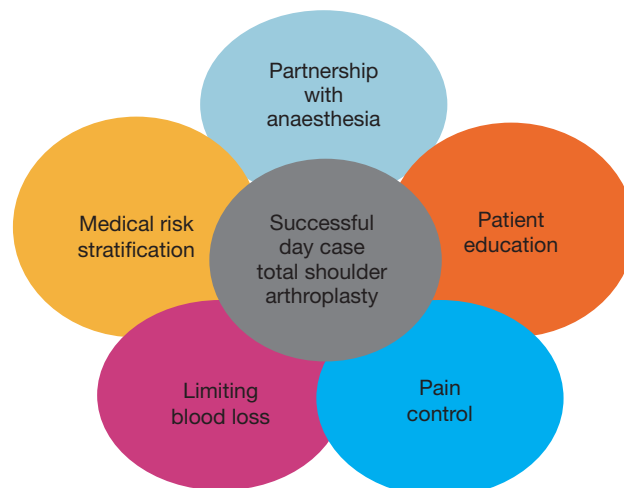 Partnership
with
anaesthesia
Medical risk
stratification
Successful
day case
total shoulder
arthroplasty
Patient
education
Limiting
blood loss
Pain
control